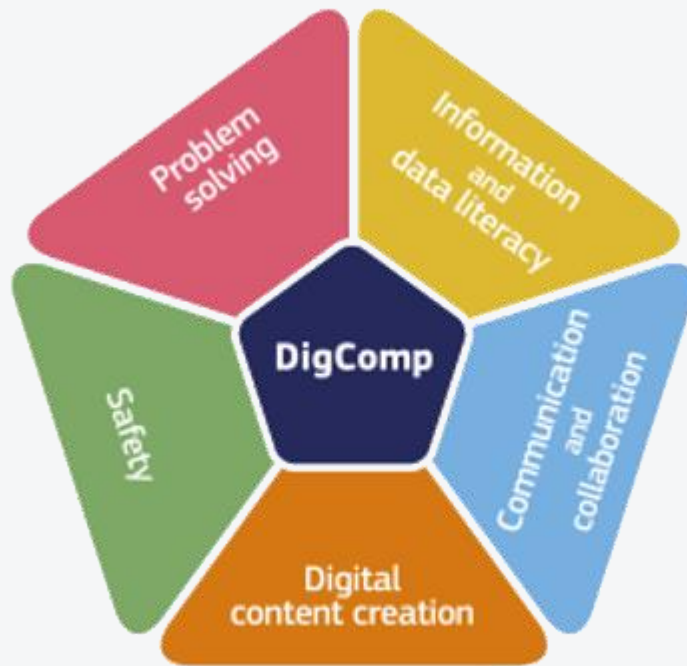 Problem
solving
Information
and
data literacy
DigComp
Safety
Communication
and
collaboration
Digital
content creation